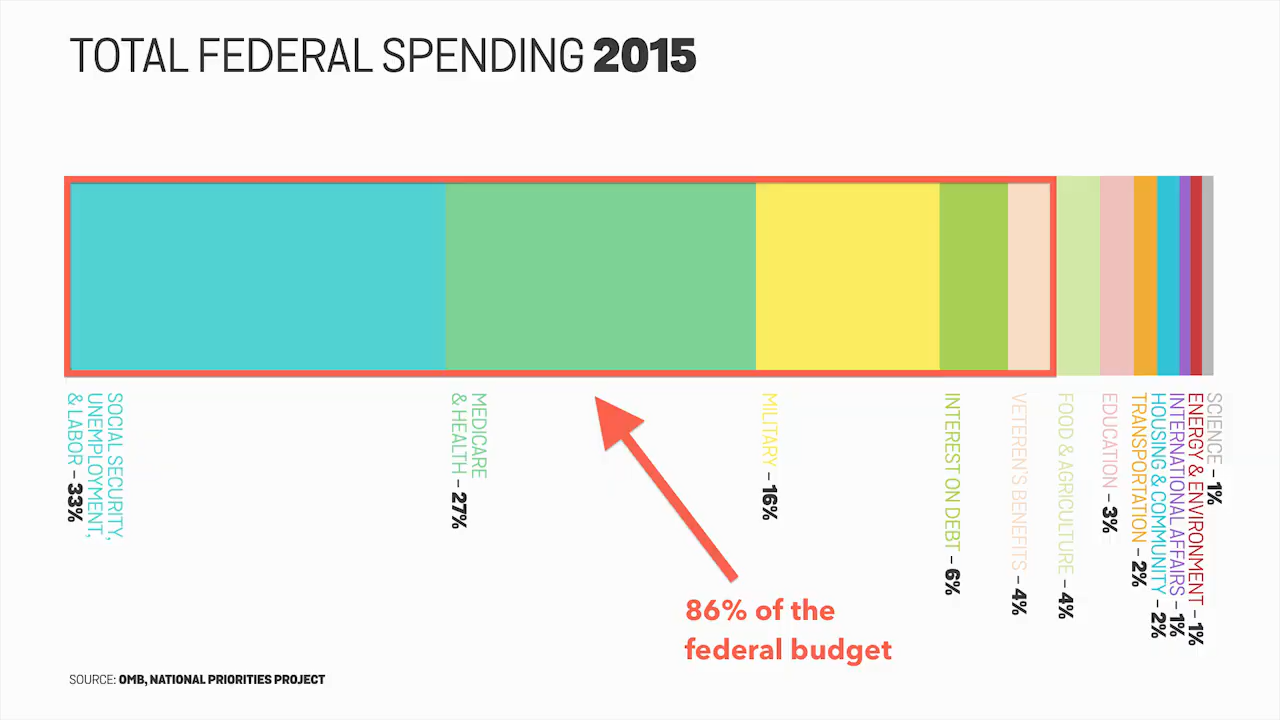 TOTAL FEDERAL SPENDING 2015
SOCIAL SECURITY,
UNEMPLOYMENT,
& LABOR – 33%
MEDICARE
& HEALTH – 27%
MILITARY – 16%
INTEREST ON DEBT – 6%
VETEREN'S BENEFITS – 4%
FOOD & AGRICULTURE – 4%
EDUCATION – 3%
TRANSPORTATION – 2%
HOUSING & COMMUNITY – 2%
INTERNATIONAL AFFAIRS – 1%
ENERGY & ENVIRONMENT – 1%
SCIENCE – 1%
86% of the
federal budget
SOURCE: OMB, NATIONAL PRIORITIES PROJECT